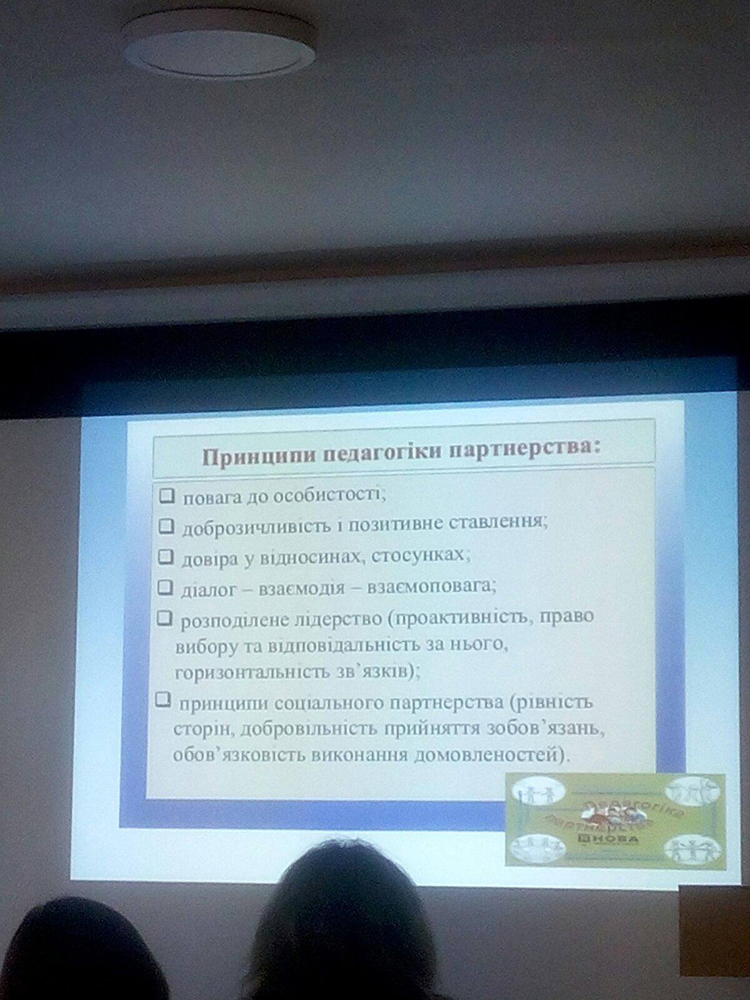 Принципи педагогіки партнерства:
повага до особистості;
доброзичливість і позитивне ставлення;
довіра у відносинах, стосунках;
діалог – взаємодія – взаємоповага;
розподілене лідерство (проактивність, право
вибору та відповідальність за нього,
горизонтальність зв’язків);
принципи соціального партнерства (рівність
сторін, добровільність прийняття зобов’язань,
обов’язковість виконання домовленостей).
Педагогіка
партнерства
НОВА